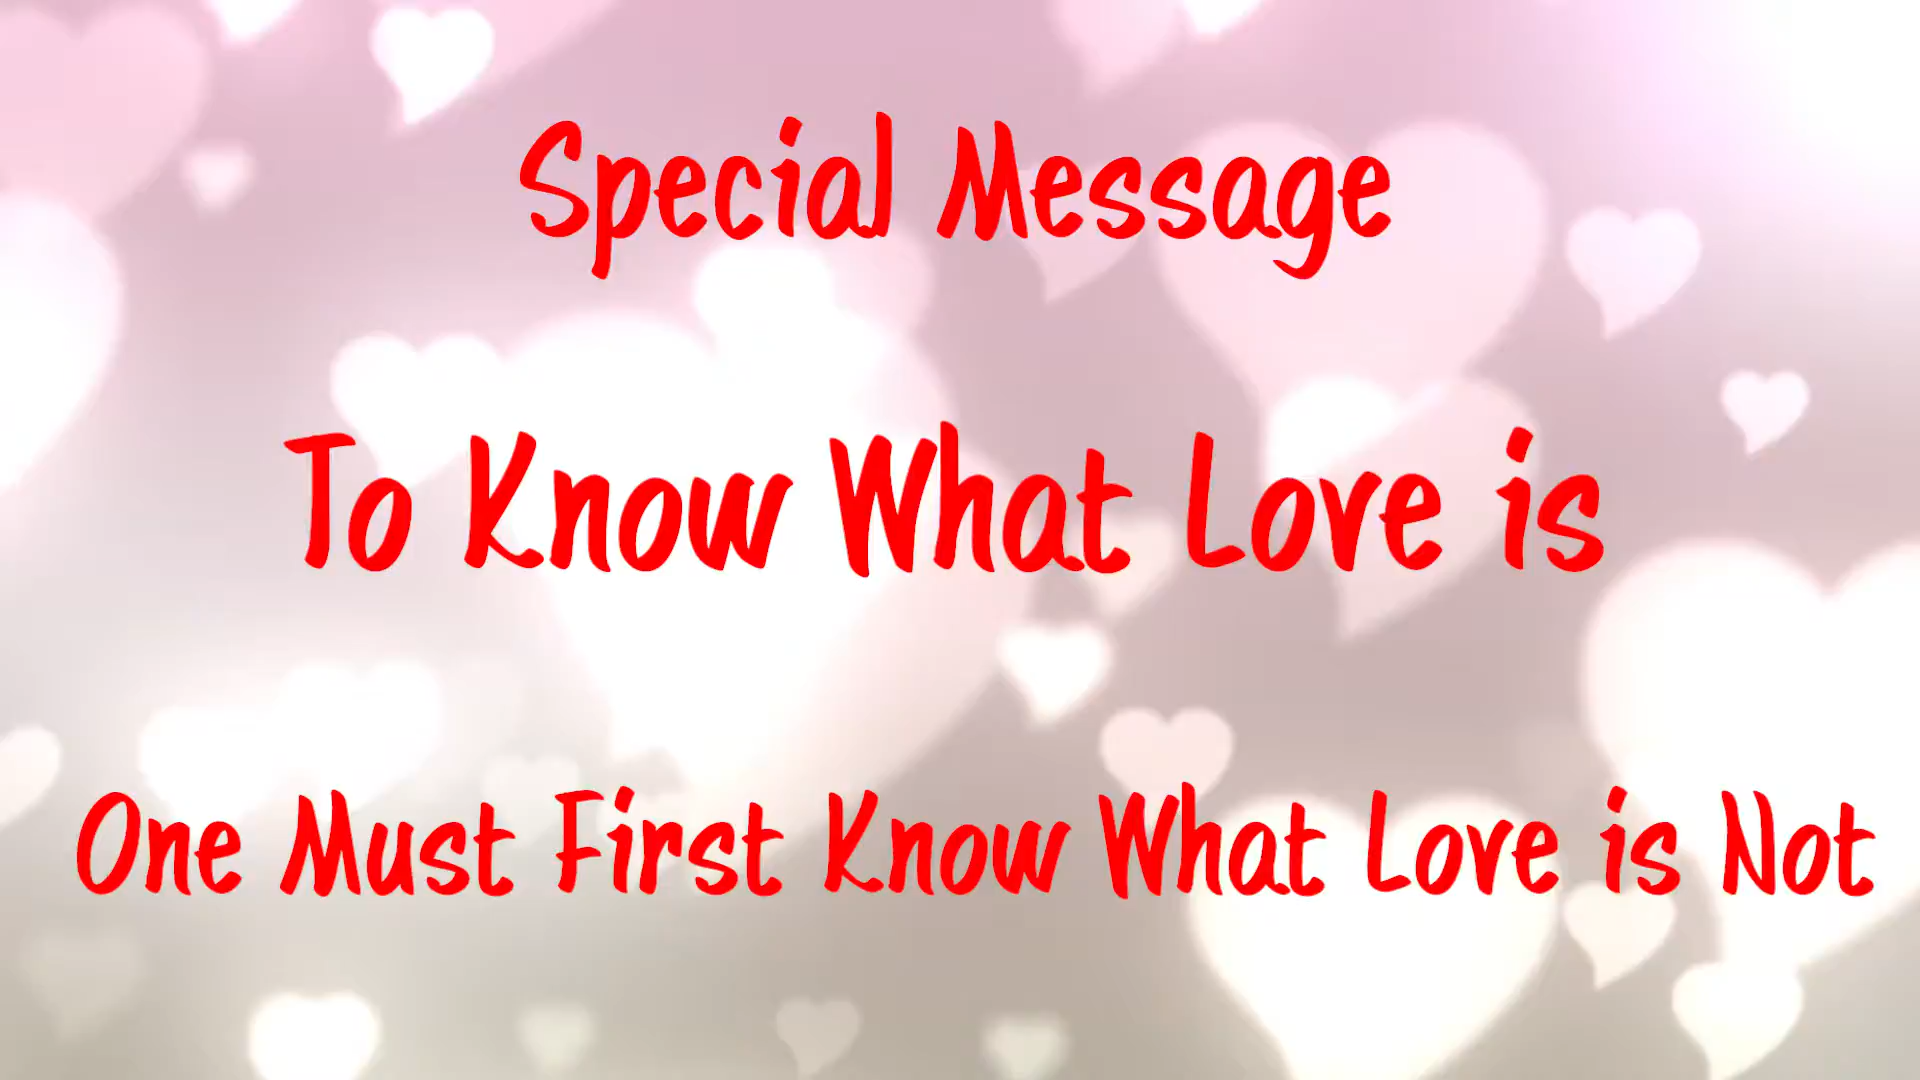 Special Message
To Know What Love is
One Must First Know What Love is Not